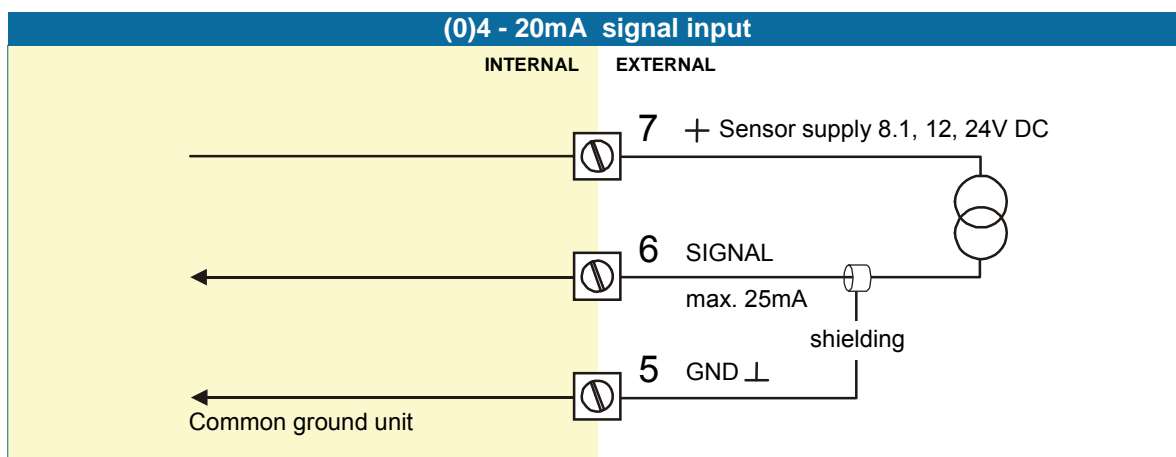 (0)4 - 20mA signal input
INTERNAL EXTERNAL
7 + Sensor supply 8.1, 12, 24V DC
6 SIGNAL
max. 25mA
shielding
5 GND ⊥
Common ground unit